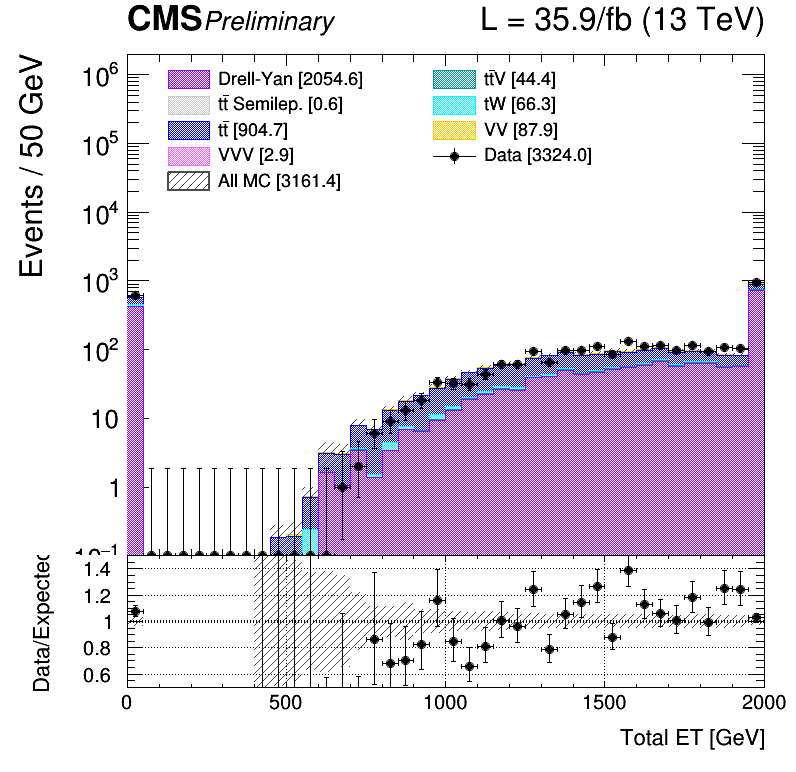 CMS Preliminary L = 35.9/fb (13 TeV)
Events / 50 GeV
Drell-Yan [2054.6]
tt̄ Semilep. [0.6]
tt̄ [904.7]
VVV [2.9]
All MC [3161.4]
tt̄V [44.4]
tW [66.3]
VV [87.9]
Data [3324.0]
10⁶
10⁵
10⁴
10³
10²
10
1
10⁻¹
Data/Expected
1.4
1.2
1
0.8
0.6
0 500 1000 1500 2000
Total ET [GeV]